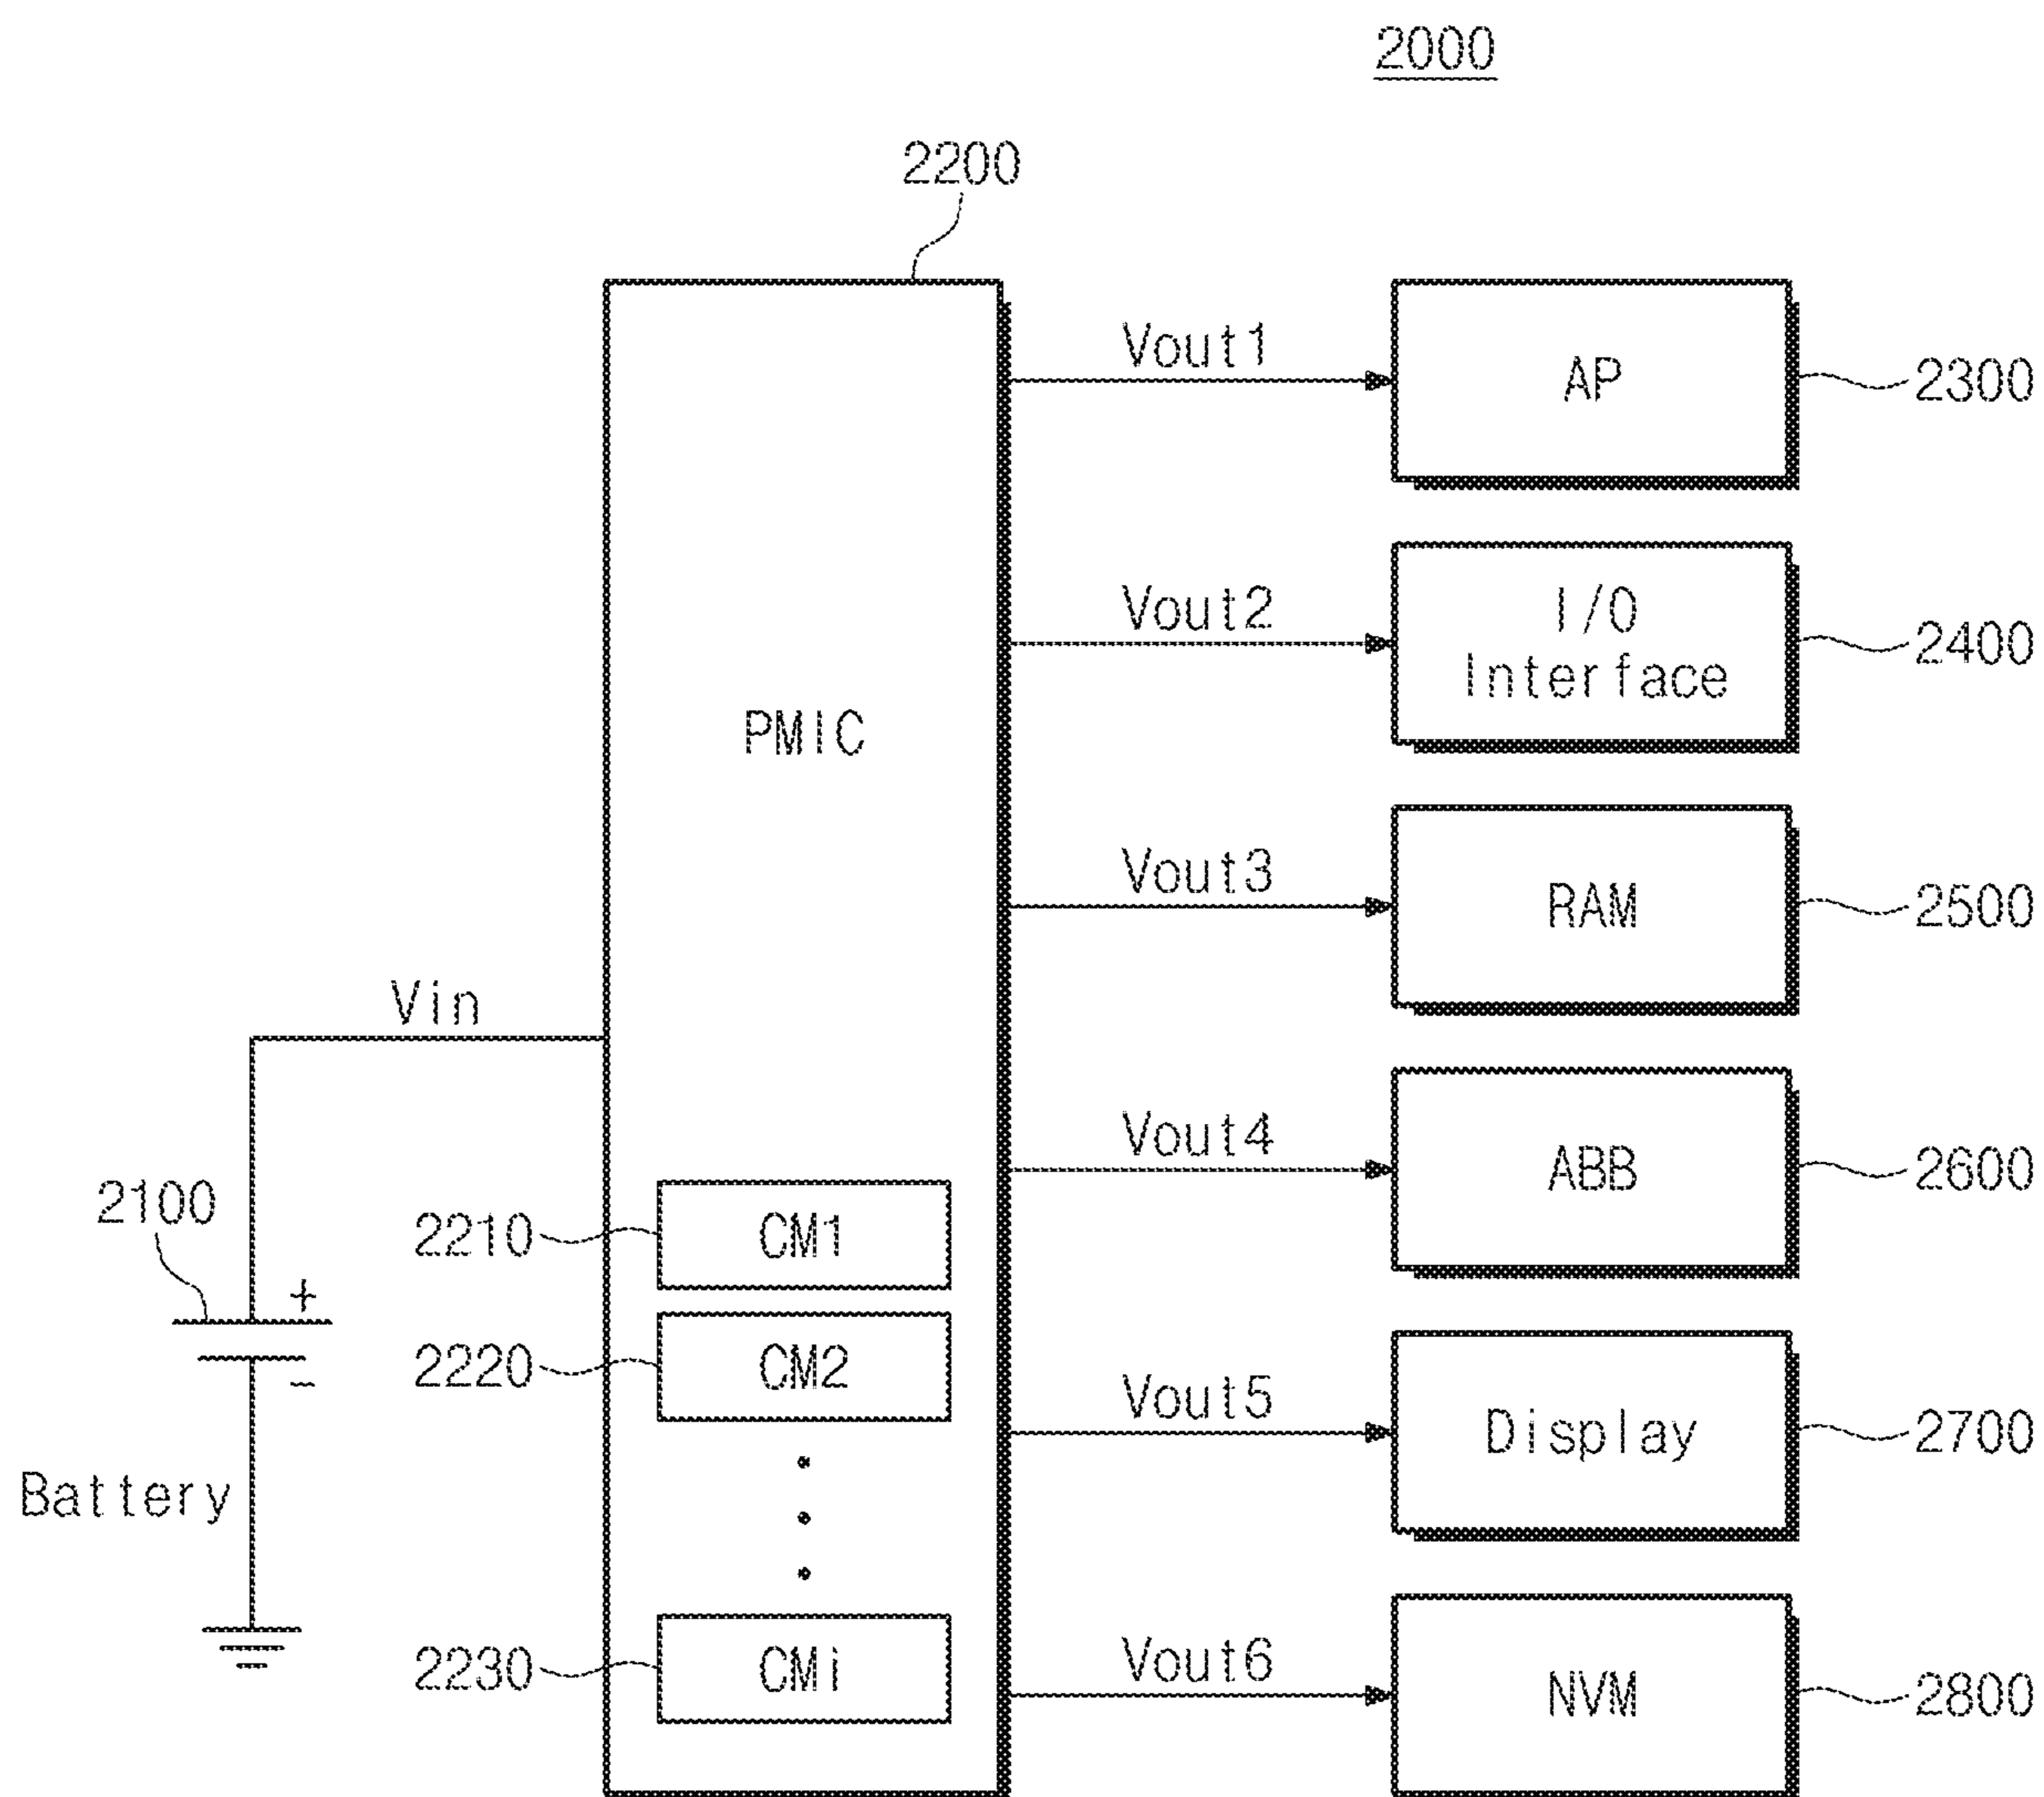 2000
2200
Vout1
AP
2300
Vout2
I/O
Interface
2400
PMIC
Vout3
RAM
2500
Vin
Vout4
ABB
2600
2100
2210
CM1
+
2220
CM2
-
Vout5
Display
2700
Battery
2230
CMi
Vout6
NVM
2800